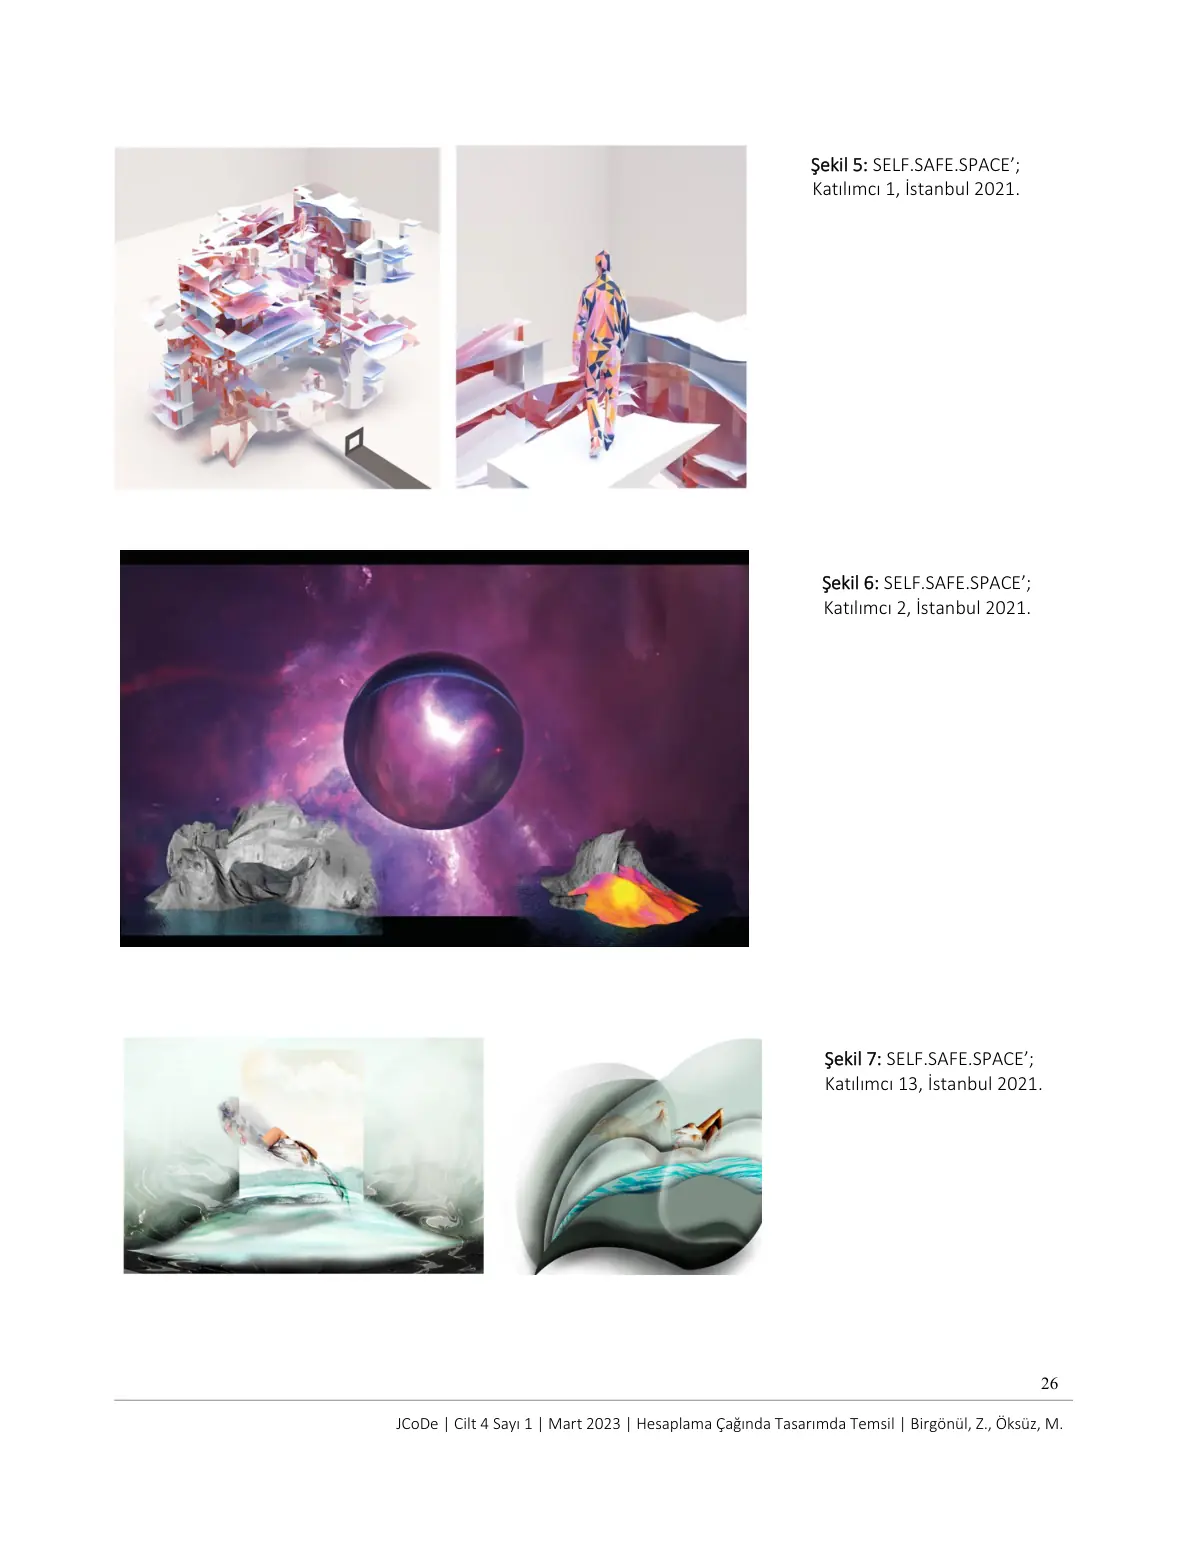 Şekil 5: SELF.SAFE.SPACE’;
Katılımcı 1, İstanbul 2021.
Şekil 6: SELF.SAFE.SPACE’;
Katılımcı 2, İstanbul 2021.
Şekil 7: SELF.SAFE.SPACE’;
Katılımcı 13, İstanbul 2021.
26
JCoDe | Cilt 4 Sayı 1 | Mart 2023 | Hesaplama Çağında Tasarımda Temsil | Birgönül, Z., Öksüz, M.